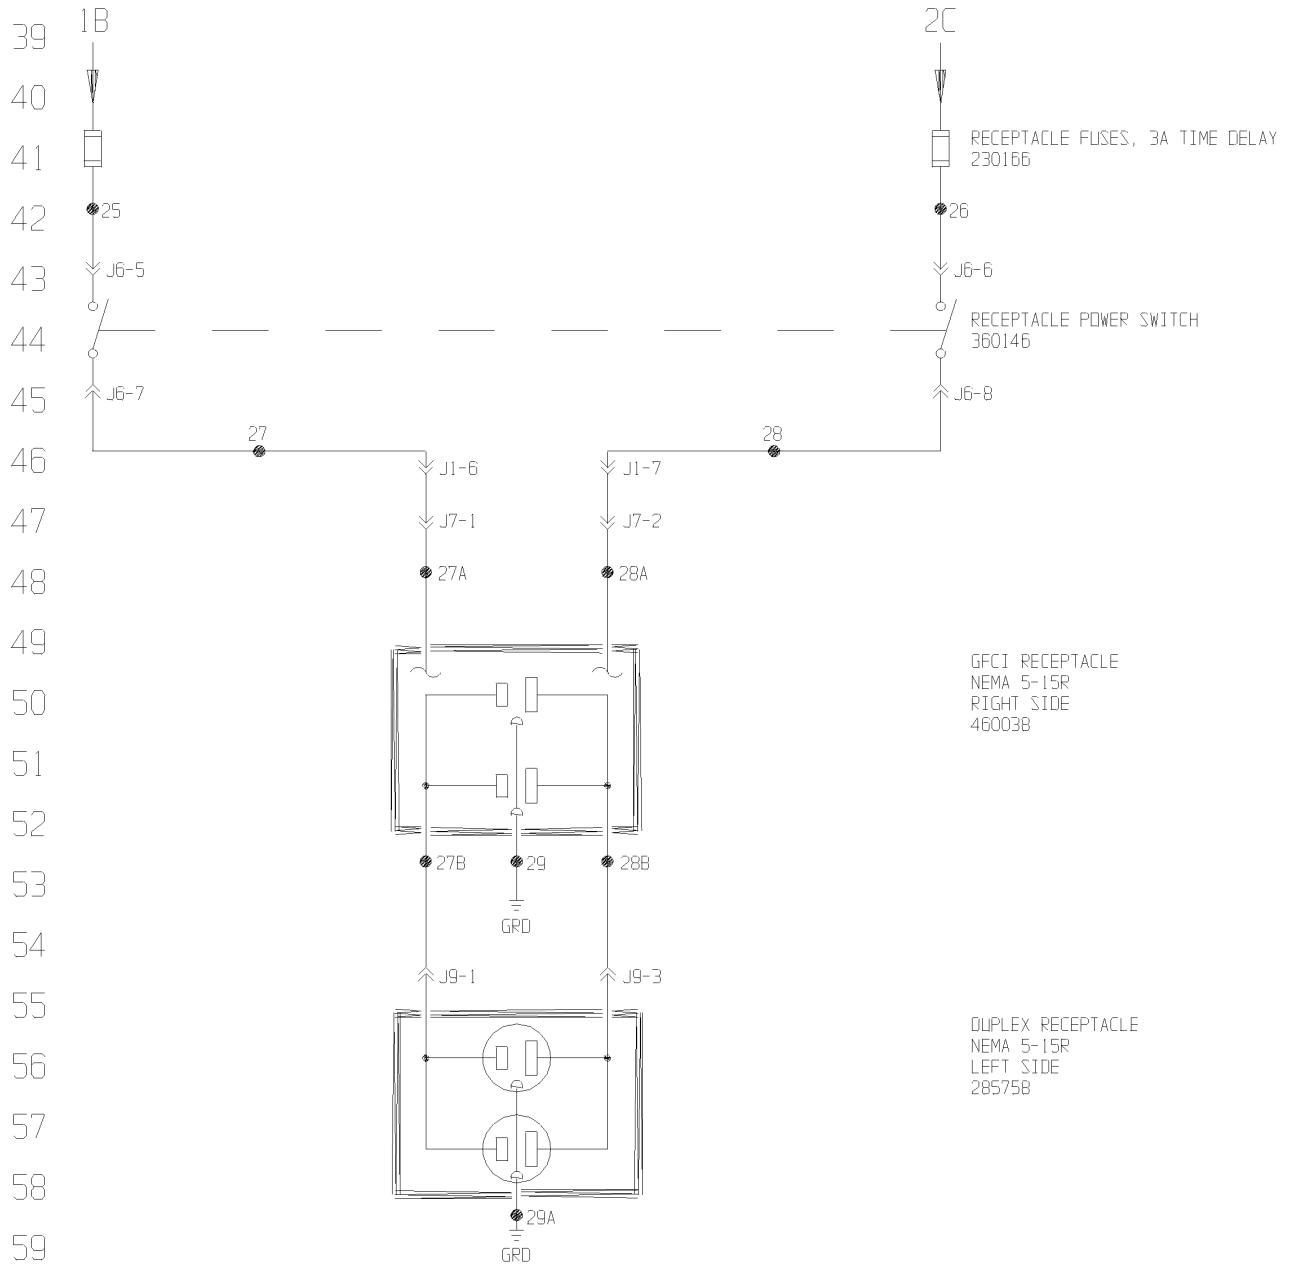 39 1B 2C
40
41
RECEPTACLE FUSES, 3A TIME DELAY
230166
42 25 26
43 J6-5 J6-6
44
RECEPTACLE POWER SWITCH
360146
45 J6-7 J6-8
46 27 28
J1-6 J1-7
47 J7-1 J7-2
48 27A 28A
49
GFCI RECEPTACLE
NEMA 5-15R
RIGHT SIDE
460038
50
51
52
53 27B 29 28B
GRD
54
J9-1 J9-3
55
DUPLEX RECEPTACLE
NEMA 5-15R
LEFT SIDE
285758
56
57
58
29A
59 GRD